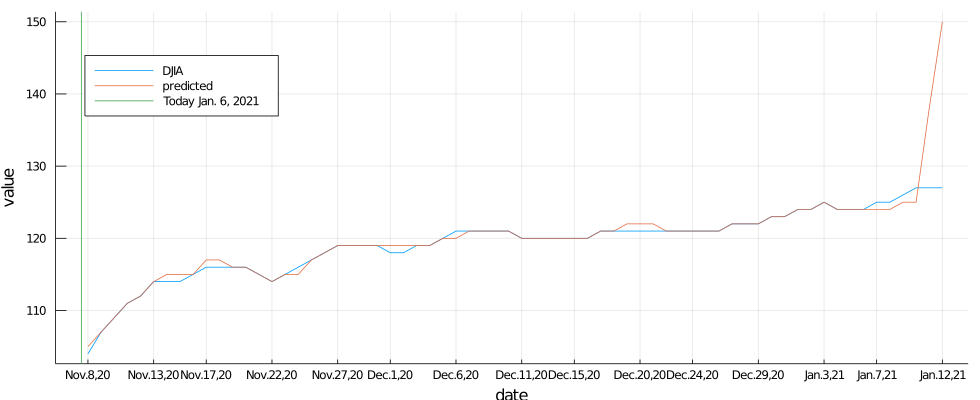 150
140
130
120
110
value
DJIA
predicted
Today Jan. 6, 2021
Nov.8,20 Nov.13,20 Nov.17,20 Nov.22,20 Nov.27,20 Dec.1,20 Dec.6,20 Dec.11,20 Dec.15,20 Dec.20,20 Dec.24,20 Dec.29,20 Jan.3,21 Jan.7,21 Jan.12,21
date